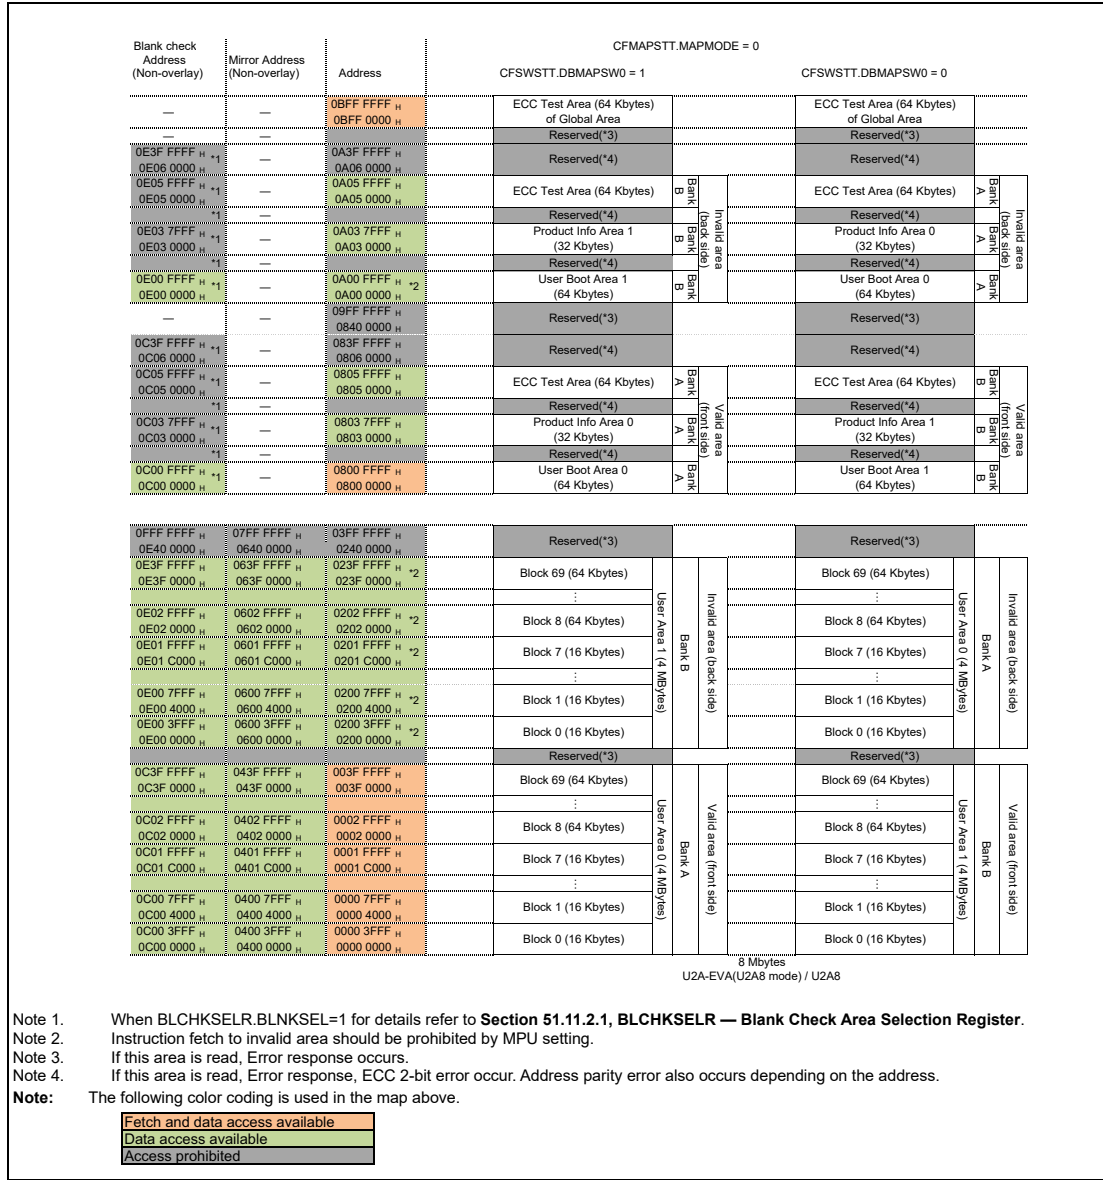 CFMAPSTT.MAPMODE = 0
Blank check Address (Non-overlay) Mirror Address (Non-overlay) Address CFSWSTT.DBMAPSW0 = 1 CFSWSTT.DBMAPSW0 = 0
— — 0BFF FFFF H ECC Test Area (64 Kbytes) ECC Test Area (64 Kbytes)
0BFF 0000 H of Global Area of Global Area
— — Reserved(*3) Reserved(*3)
0E3F FFFF H *1 — 0A3F FFFF H Reserved(*4) Reserved(*4)
0E06 0000 H 0A06 0000 H
0E05 FFFF H *1 — 0A05 FFFF H ECC Test Area (64 Kbytes) Bank B ECC Test Area (64 Kbytes) Bank A
0E05 0000 H 0A05 0000 H
*1 — Reserved(*4) Reserved(*4)
0E03 7FFF H *1 — 0A03 7FFF H Product Info Area 1 Bank B Invalid area (back side) Product Info Area 0 Bank A Invalid area (back side)
0E03 0000 H 0A03 0000 H (32 Kbytes) (32 Kbytes)
*1 — Reserved(*4) Reserved(*4)
0E00 FFFF H *1 — 0A00 FFFF H *2 User Boot Area 1 Bank B User Boot Area 0 Bank A
0E00 0000 H 0A00 0000 H (64 Kbytes) (64 Kbytes)
— — 09FF FFFF H Reserved(*3) Reserved(*3)
0840 0000 H
0C3F FFFF H *1 — 083F FFFF H Reserved(*4) Reserved(*4)
0C06 0000 H 0806 0000 H
0C05 FFFF H *1 — 0805 FFFF H ECC Test Area (64 Kbytes) Bank A ECC Test Area (64 Kbytes) Bank B
0C05 0000 H 0805 0000 H
*1 — Reserved(*4) Reserved(*4)
0C03 7FFF H *1 — 0803 7FFF H Product Info Area 0 Bank A Valid area (front side) Product Info Area 1 Bank B Valid area (front side)
0C03 0000 H 0803 0000 H (32 Kbytes) (32 Kbytes)
*1 — Reserved(*4) Reserved(*4)
0C00 FFFF H *1 — 0800 FFFF H User Boot Area 0 Bank A User Boot Area 1 Bank B
0C00 0000 H 0800 0000 H (64 Kbytes) (64 Kbytes)
0FFF FFFF H 07FF FFFF H 03FF FFFF H Reserved(*3) Reserved(*3)
0E40 0000 H 0640 0000 H 0240 0000 H
0E3F FFFF H 063F FFFF H 023F FFFF H *2 Block 69 (64 Kbytes) Block 69 (64 Kbytes)
0E3F 0000 H 063F 0000 H 023F 0000 H
⋮ ⋮
0E02 FFFF H 0602 FFFF H 0202 FFFF H *2 Block 8 (64 Kbytes) Block 8 (64 Kbytes)
0E02 0000 H 0602 0000 H 0202 0000 H
0E01 FFFF H 0601 FFFF H 0201 FFFF H *2 Block 7 (16 Kbytes) User Area 1 (4 MBytes) Bank B Invalid area (back side) Block 7 (16 Kbytes) User Area 0 (4 MBytes) Bank A Invalid area (back side)
0E01 C000 H 0601 C000 H 0201 C000 H
⋮ ⋮
0E00 7FFF H 0600 7FFF H 0200 7FFF H *2 Block 1 (16 Kbytes) Block 1 (16 Kbytes)
0E00 4000 H 0600 4000 H 0200 4000 H
0E00 3FFF H 0600 3FFF H 0200 3FFF H *2 Block 0 (16 Kbytes) Block 0 (16 Kbytes)
0E00 0000 H 0600 0000 H 0200 0000 H
Reserved(*3) Reserved(*3)
0C3F FFFF H 043F FFFF H 003F FFFF H Block 69 (64 Kbytes) Block 69 (64 Kbytes)
0C3F 0000 H 043F 0000 H 003F 0000 H
⋮ ⋮
0C02 FFFF H 0402 FFFF H 0002 FFFF H Block 8 (64 Kbytes) Block 8 (64 Kbytes)
0C02 0000 H 0402 0000 H 0002 0000 H
0C01 FFFF H 0401 FFFF H 0001 FFFF H Block 7 (16 Kbytes) User Area 0 (4 MBytes) Bank A Valid area (front side) Block 7 (16 Kbytes) User Area 1 (4 MBytes) Bank B Valid area (front side)
0C01 C000 H 0401 C000 H 0001 C000 H
⋮ ⋮
0C00 7FFF H 0400 7FFF H 0000 7FFF H Block 1 (16 Kbytes) Block 1 (16 Kbytes)
0C00 4000 H 0400 4000 H 0000 4000 H
0C00 3FFF H 0400 3FFF H 0000 3FFF H Block 0 (16 Kbytes) Block 0 (16 Kbytes)
0C00 0000 H 0400 0000 H 0000 0000 H
8 Mbytes
U2A-EVA(U2A8 mode) / U2A8
Note 1. When BLCHKSELR.BLNKSEL=1 for details refer to Section 51.11.2.1, BLCHKSELR — Blank Check Area Selection Register.
Note 2. Instruction fetch to invalid area should be prohibited by MPU setting.
Note 3. If this area is read, Error response occurs.
Note 4. If this area is read, Error response, ECC 2-bit error occur. Address parity error also occurs depending on the address.
Note: The following color coding is used in the map above.
Fetch and data access available
Data access available
Access prohibited